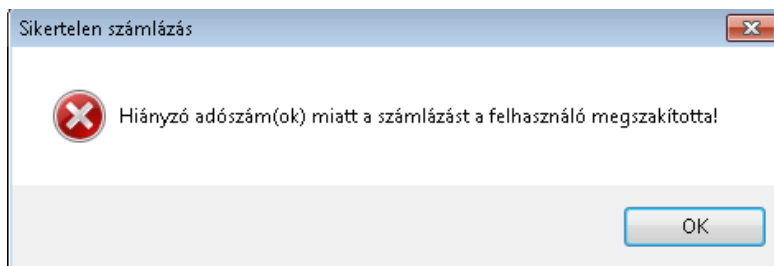 Sikertelen számlázás
Hiányzó adószám(ok) miatt a számlázást a felhasználó megszakította!
OK